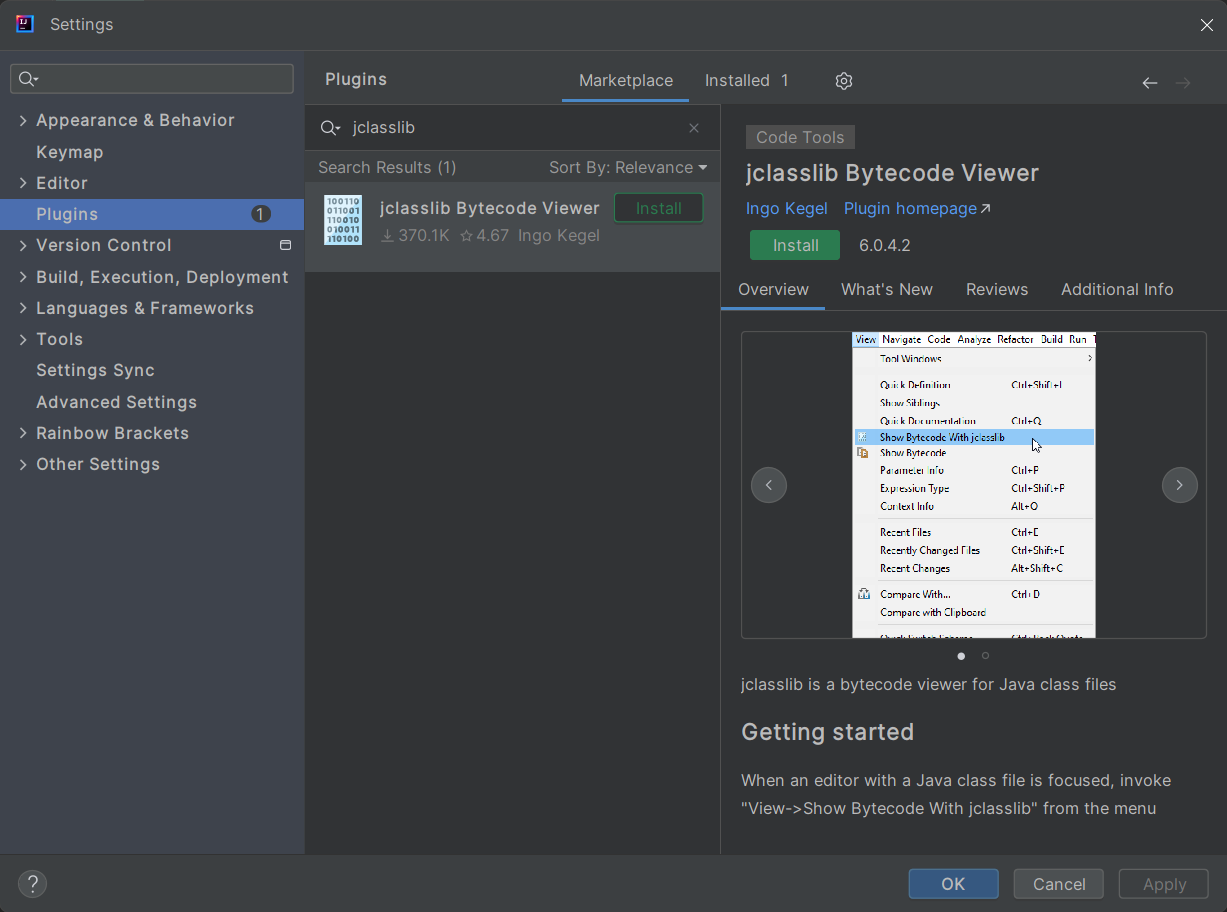 Settings
Appearance & Behavior
Keymap
Editor
Plugins 1
Version Control
Build, Execution, Deployment
Languages & Frameworks
Tools
Settings Sync
Advanced Settings
Rainbow Brackets
Other Settings
Plugins
Marketplace
Installed 1
jclasslib
Search Results (1)
Sort By: Relevance
100110
011001
110010
010011
110100
jclasslib Bytecode Viewer
Install
370.1K 4.67 Ingo Kegel
Code Tools
jclasslib Bytecode Viewer
Ingo Kegel Plugin homepage
Install 6.0.4.2
Overview What's New Reviews Additional Info
View Navigate Code Analyze Refactor Build Run
Tool Windows
Quick Definition Ctrl+Shift+I
Show Siblings
Quick Documentation Ctrl+Q
Show Bytecode With jclasslib
Show Bytecode
Parameter Info Ctrl+P
Expression Type Ctrl+Shift+P
Context Info Alt+Q
Recent Files Ctrl+E
Recently Changed Files Ctrl+Shift+E
Recent Changes Alt+Shift+C
Compare With... Ctrl+D
Compare with Clipboard
jclasslib is a bytecode viewer for Java class files
Getting started
When an editor with a Java class file is focused, invoke
"View->Show Bytecode With jclasslib" from the menu
?
OK
Cancel
Apply